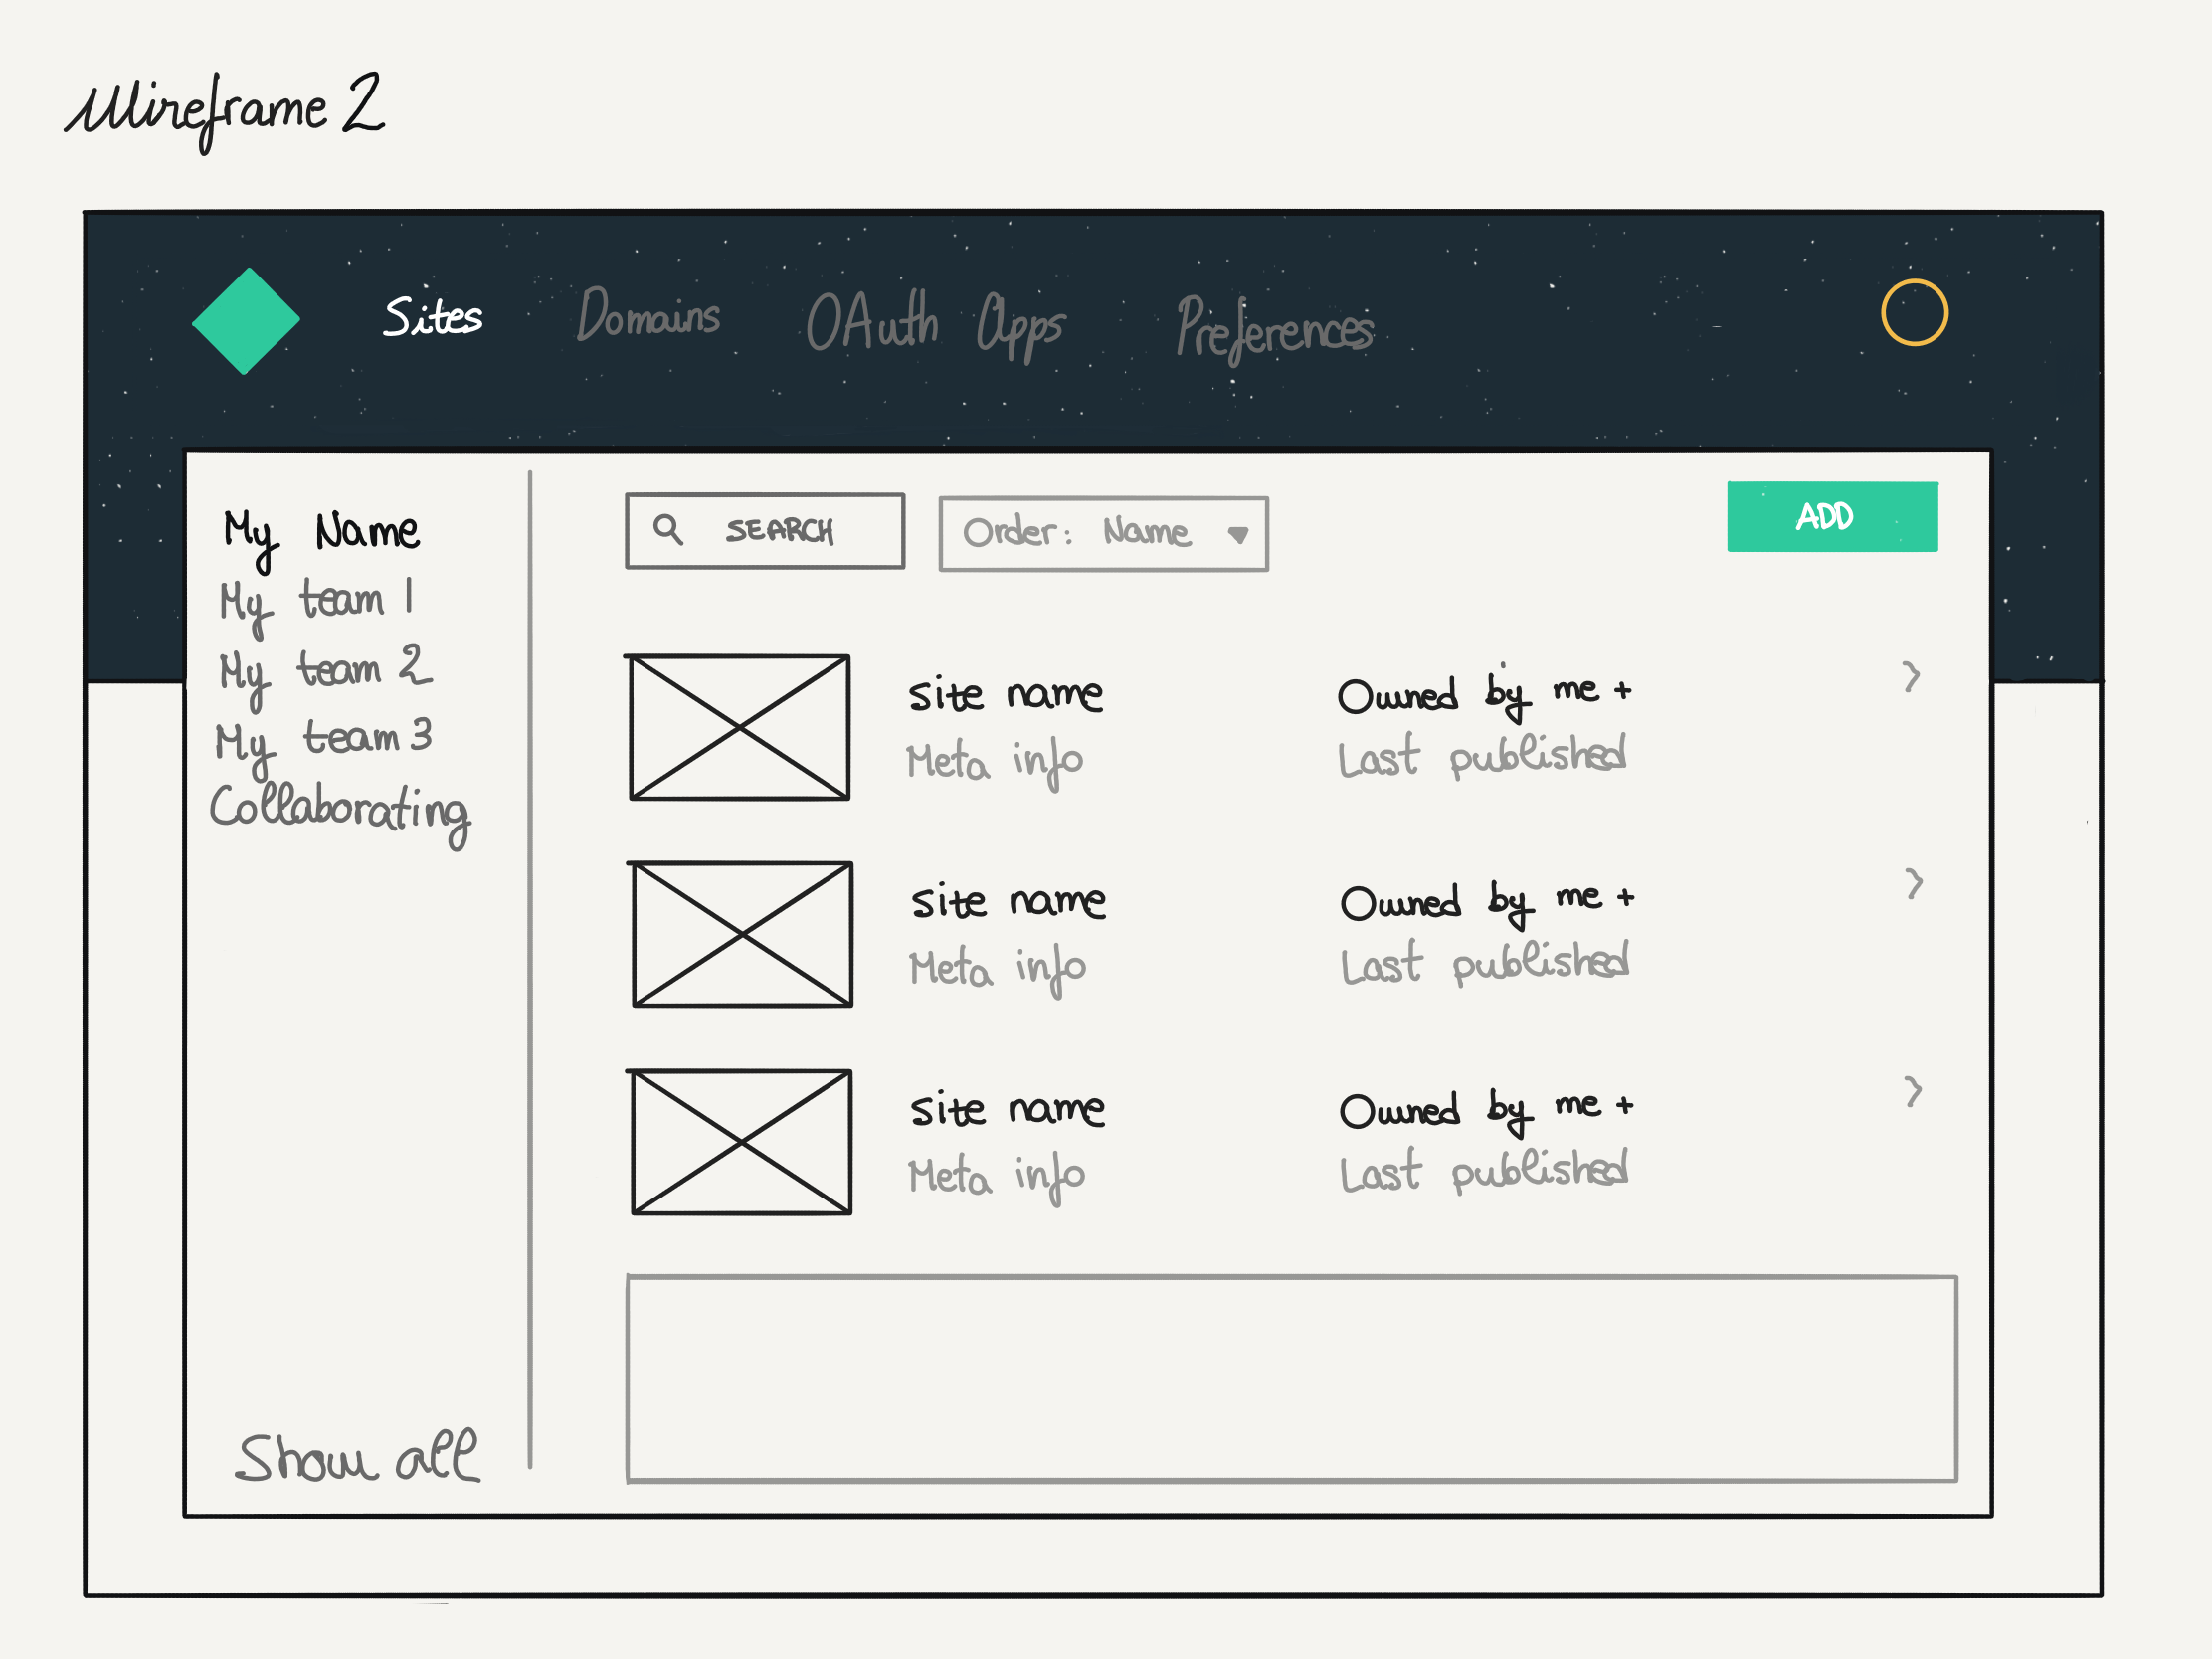 Wireframe 2
Sites Domains OAuth Apps Preferences
My Name
My team 1
My team 2
My team 3
Collaborating
Show all
SEARCH Order: Name ADD
site name Owned by me +
Meta info Last published
site name Owned by me +
Meta info Last published
site name Owned by me +
Meta info Last published